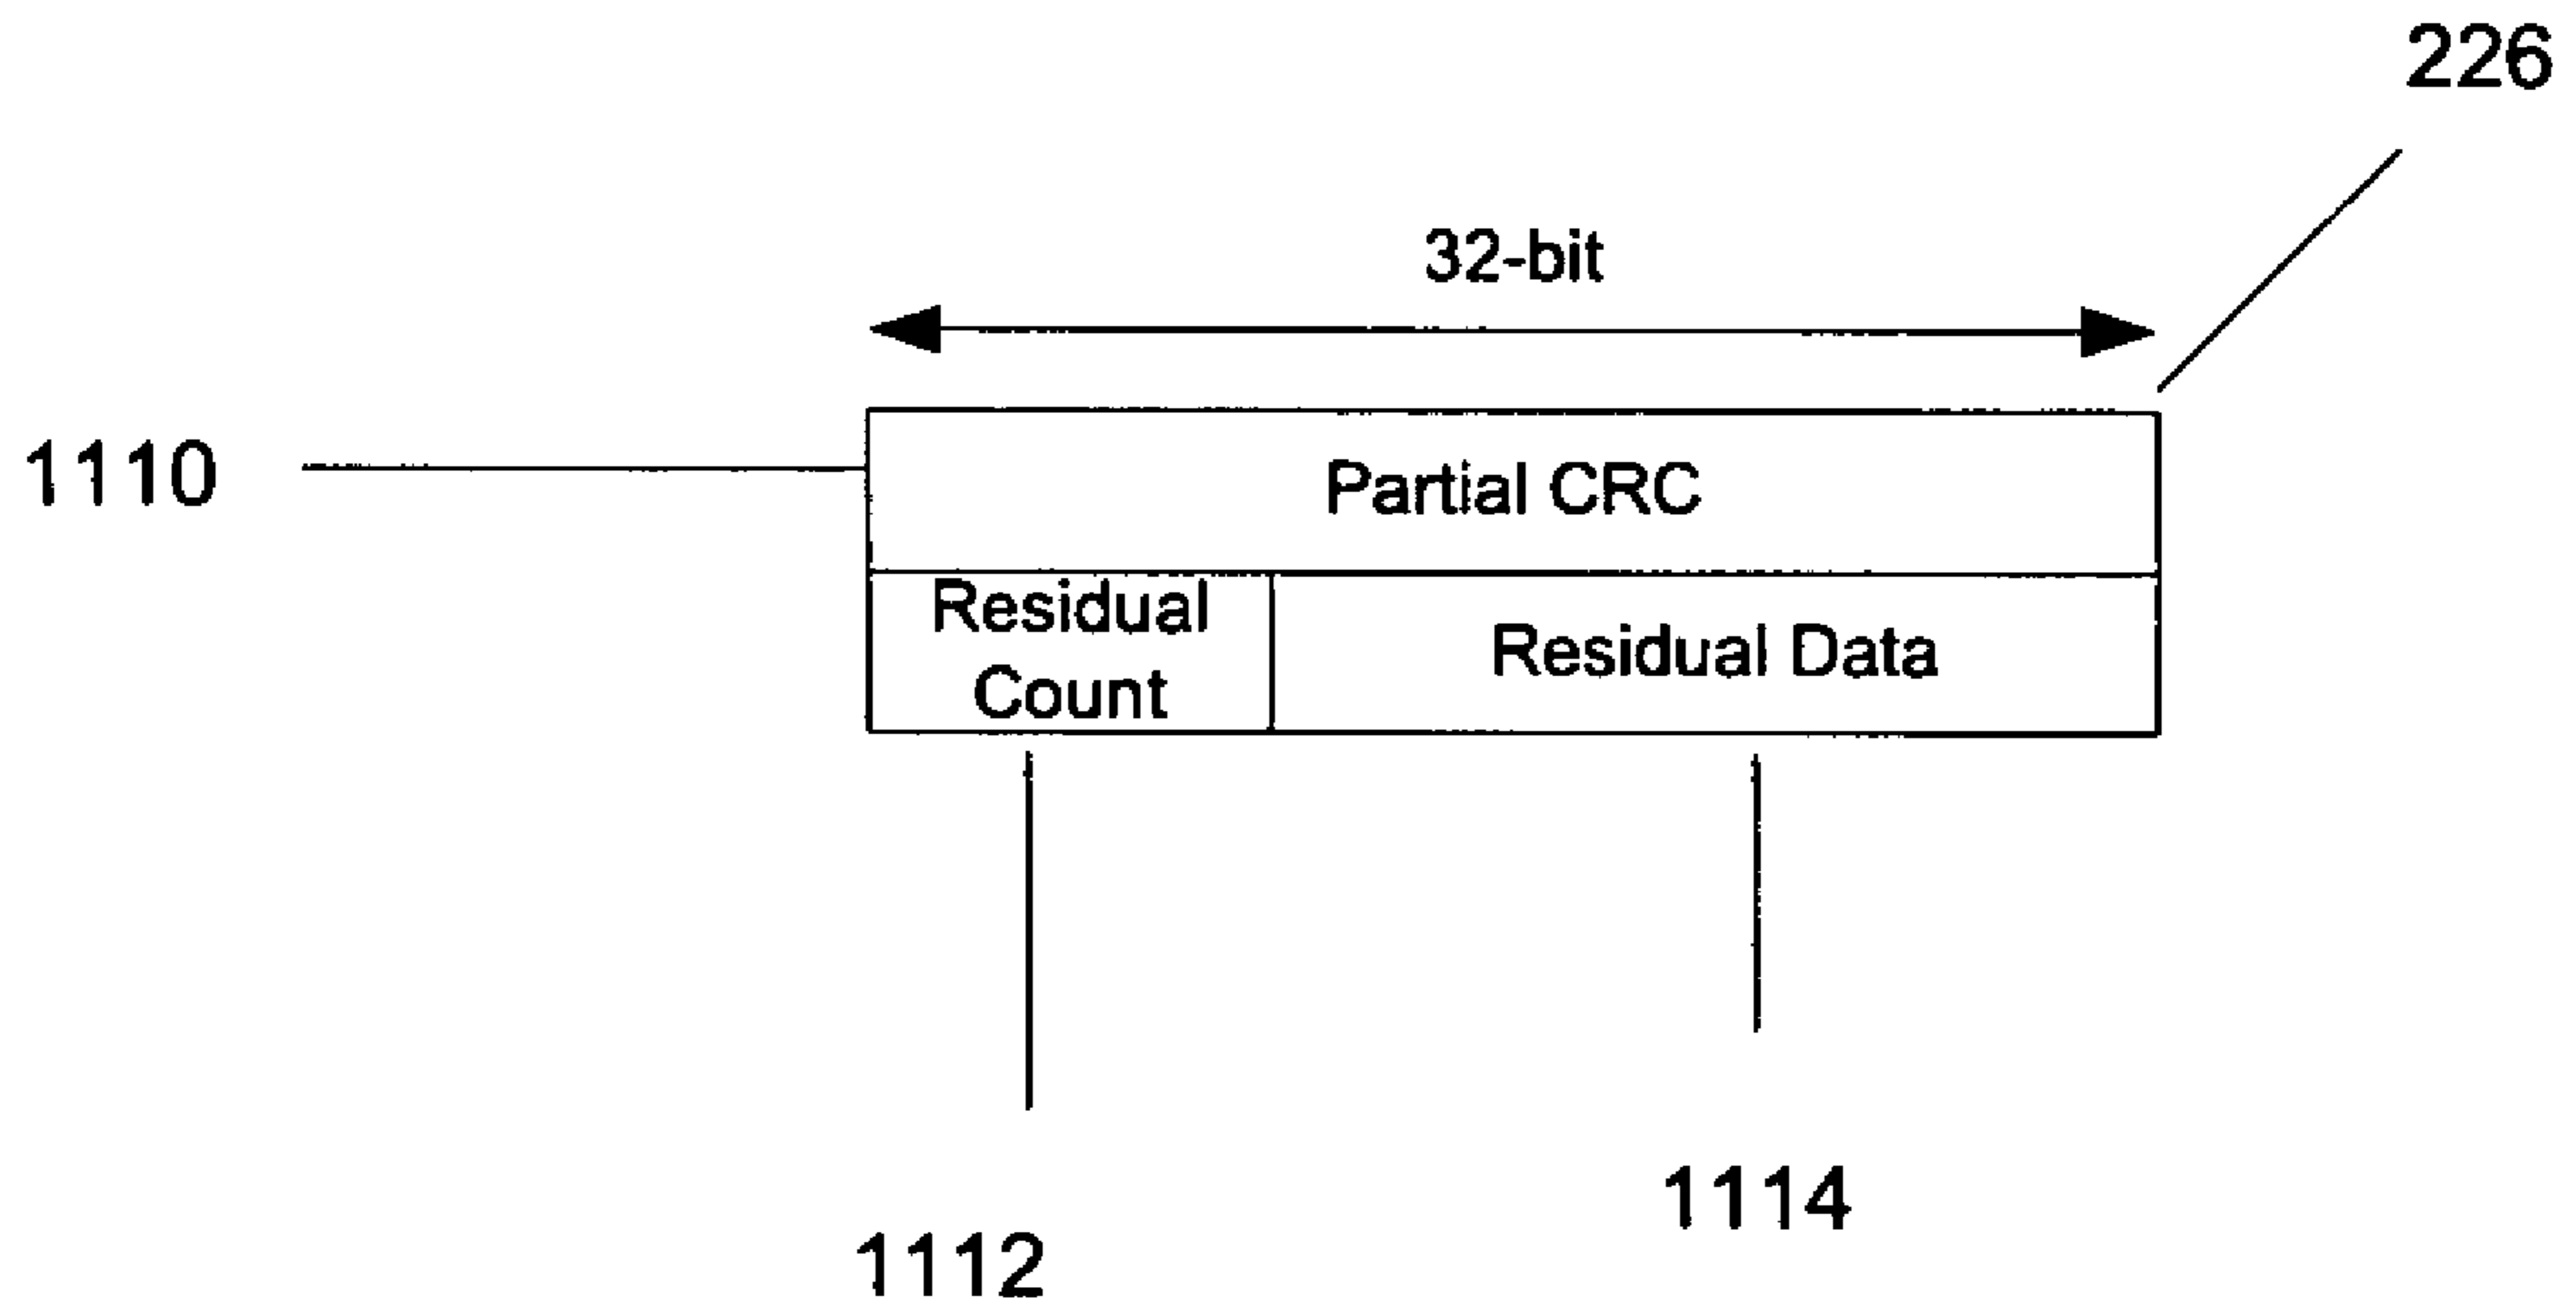 226
32-bit
1110
Partial CRC
Residual
Count
Residual Data
1114
1112